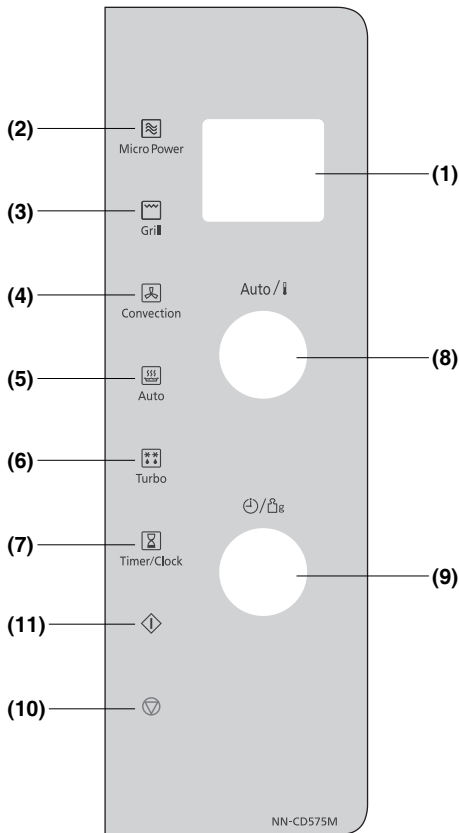 (2)
Micro Power
(1)
(3)
Grill
(4)
Convection
Auto /
(8)
(5)
Auto
(6)
Turbo
/ g
(7)
Timer/Clock
(9)
(11)
(10)
NN-CD575M